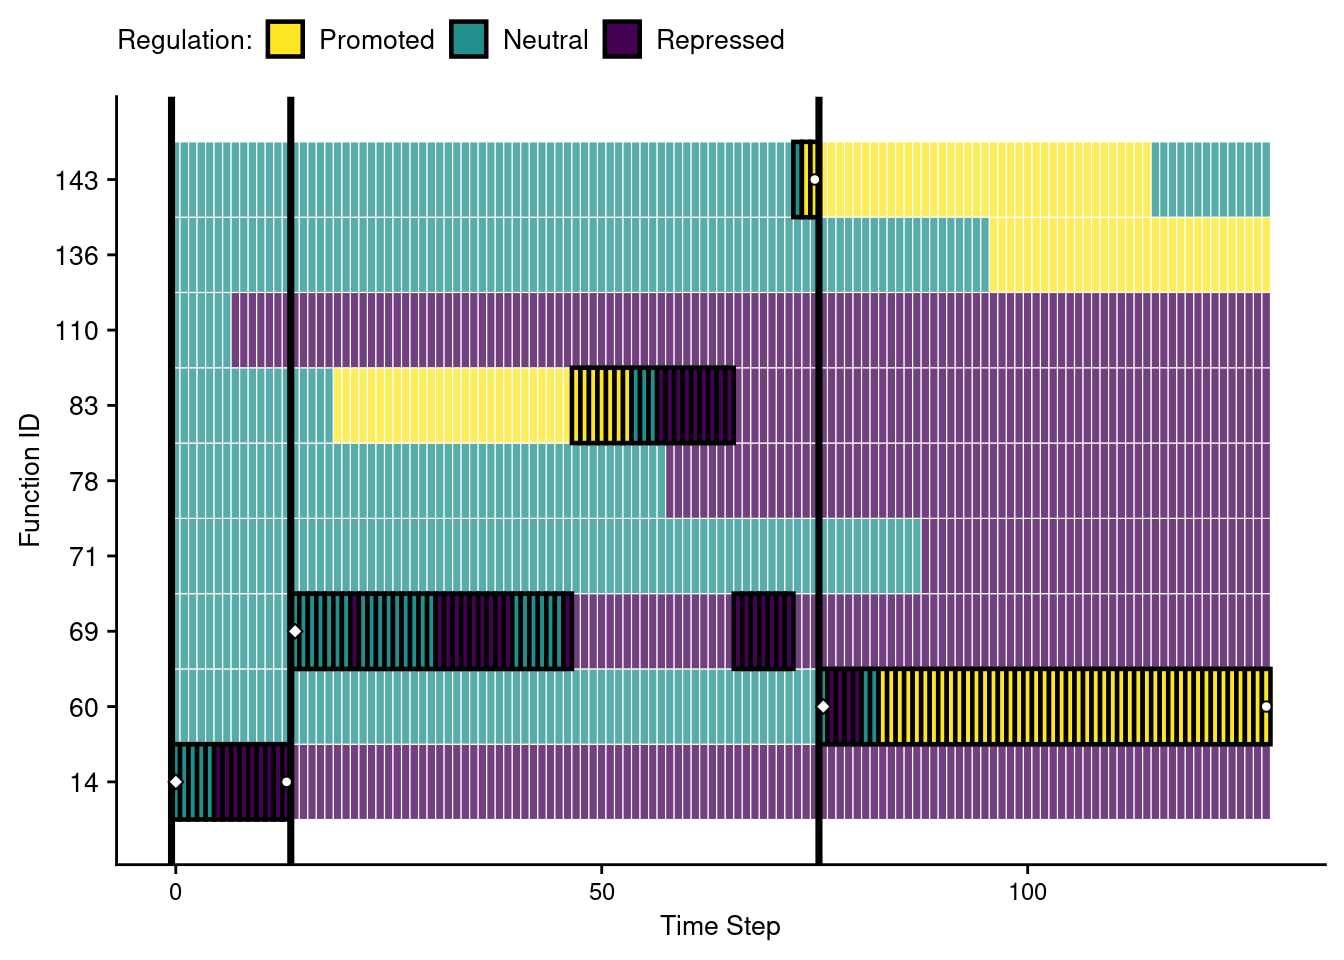 Regulation: Promoted Neutral Repressed
143
136
110
83
78
71
69
60
14
Function ID
0 50 100
Time Step